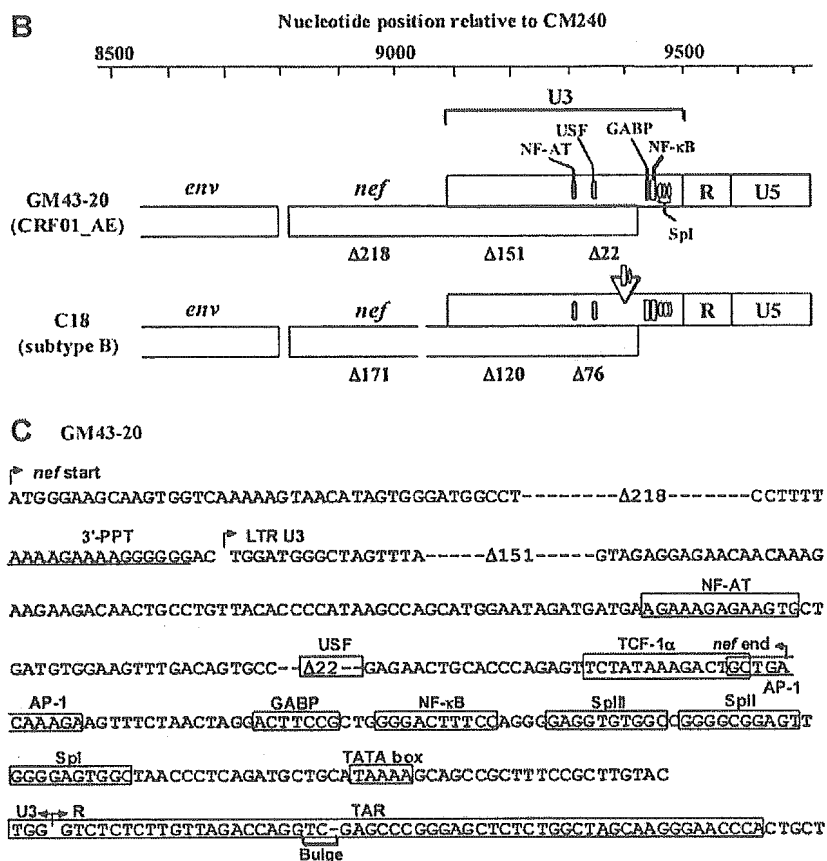 B
Nucleotide position relative to CM240
8500 9000 9500
U3
USF GABP
NF-AT NF-κB
GM43-20 env nef R U5
(CRF01_AE)
SpI
Δ218 Δ151 Δ22
C18 env nef R U5
(subtype B)
Δ171 Δ120 Δ76
C GM43-20
nef start
ATGGGAAGCAAGTGGTCAAAAAGTAACATAGTGGGATGGCCT--------Δ218--------CCTTTT
3'-PPT LTR U3
AAAAGAAAAGGGGGGAC TGGATGGGCTAGTTTA-----Δ151-----GTAGAGGAGAACAACAAAG
NF-AT
AAGAAGACAACTGCCTGTTACACCCCATAAGCCAGCATGGAATAGATGATGAAGAAAGAGAAGTGCT
USF TCF-1α nef end
GATGTGGAAGTTTGACAGTGCC--Δ22--GAGAACTGCACCCAGAGTTCTATAAAGACTGCTGA
AP-1 GABP NF-κB SpIII SpII AP-1
CAAAGAAGTTTCTAACTAGGACTTCCGCTGGGGACTTTCCAGGGGAGGTGTGGCCGGGGCGGAGTT
SpI TATA box
GGGGAGTGGCTAACCCTCAGATGCTGCATAAAAGCAGCCGCTTTCCGCTTGTAC
U3 R TAR
TGG GTCTCTCTTGTTAGACCAGGTC-GAGCCCGGGAGCTCTCTGGCTAGCAAGGGAACCCACTGCT
Bulge